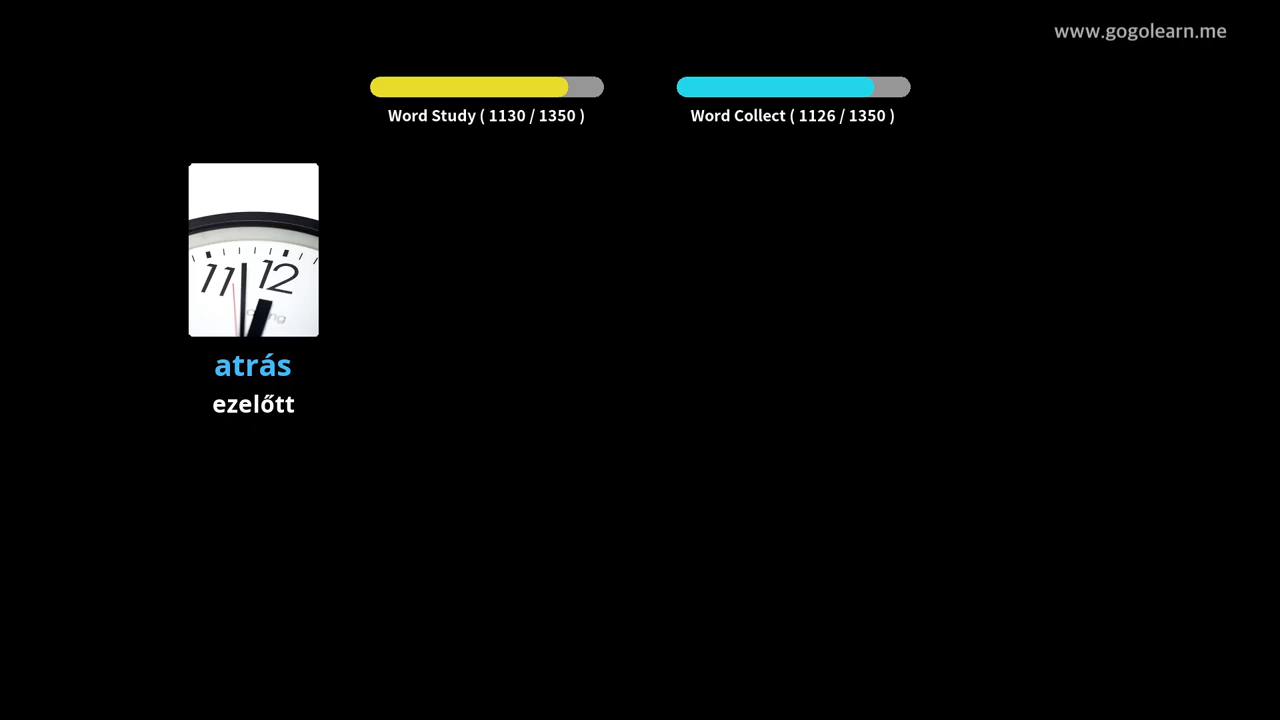 www.gogolearn.me
Word Study ( 1130 / 1350 )
Word Collect ( 1126 / 1350 )
11 12
atrás
ezelőtt